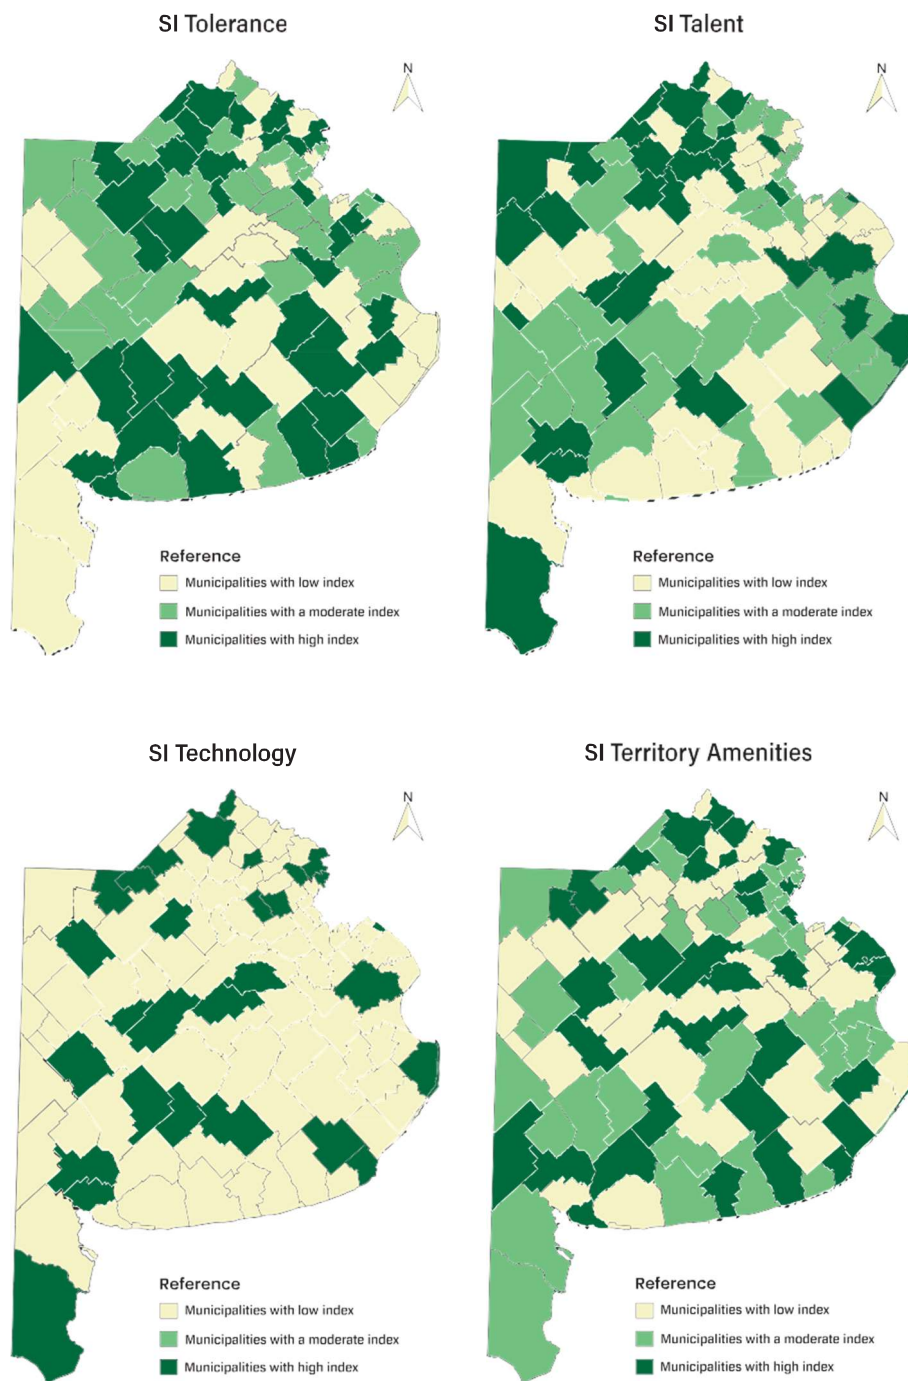 SI Tolerance
N
Reference
Municipalities with low index
Municipalities with a moderate index
Municipalities with high index
SI Talent
N
Reference
Municipalities with low index
Municipalities with a moderate index
Municipalities with high index
SI Technology
N
Reference
Municipalities with low index
Municipalities with a moderate index
Municipalities with high index
SI Territory Amenities
N
Reference
Municipalities with low index
Municipalities with a moderate index
Municipalities with high index